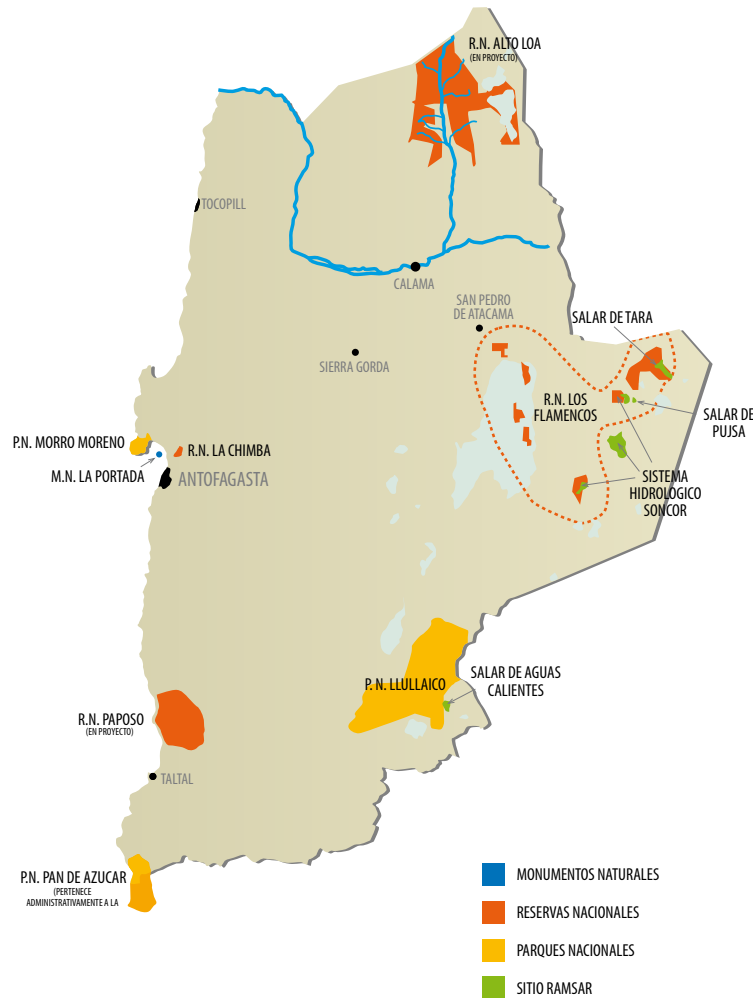 R.N. ALTO LOA
(EN PROYECTO)
TOCOPILL
CALAMA
SAN PEDRO
DE ATACAMA
SALAR DE TARA
SIERRA GORDA
R.N. LOS
FLAMENCOS
SALAR DE
PUJSA
P.N. MORRO MORENO
R.N. LA CHIMBA
M.N. LA PORTADA
ANTOFAGASTA
SISTEMA
HIDROLÓGICO
SONCOR
P. N. LLULLAICO
SALAR DE AGUAS
CALIENTES
R.N. PAPOSO
(EN PROYECTO)
TALTAL
P.N. PAN DE AZUCAR
(PERTENECE
ADMINISTRATIVAMENTE A LA
MONUMENTOS NATURALES
RESERVAS NACIONALES
PARQUES NACIONALES
SITIO RAMSAR